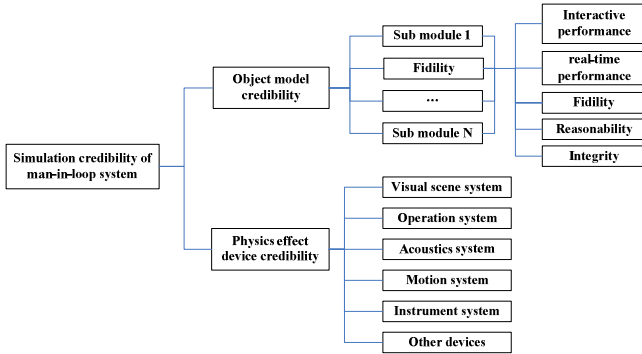 Simulation credibility of
man-in-loop system
Object model
credibility
Physics effect
device credibility
Sub module 1
Fidility
...
Sub module N
Interactive
performance
real-time
performance
Fidility
Reasonability
Integrity
Visual scene system
Operation system
Acoustics system
Motion system
Instrument system
Other devices